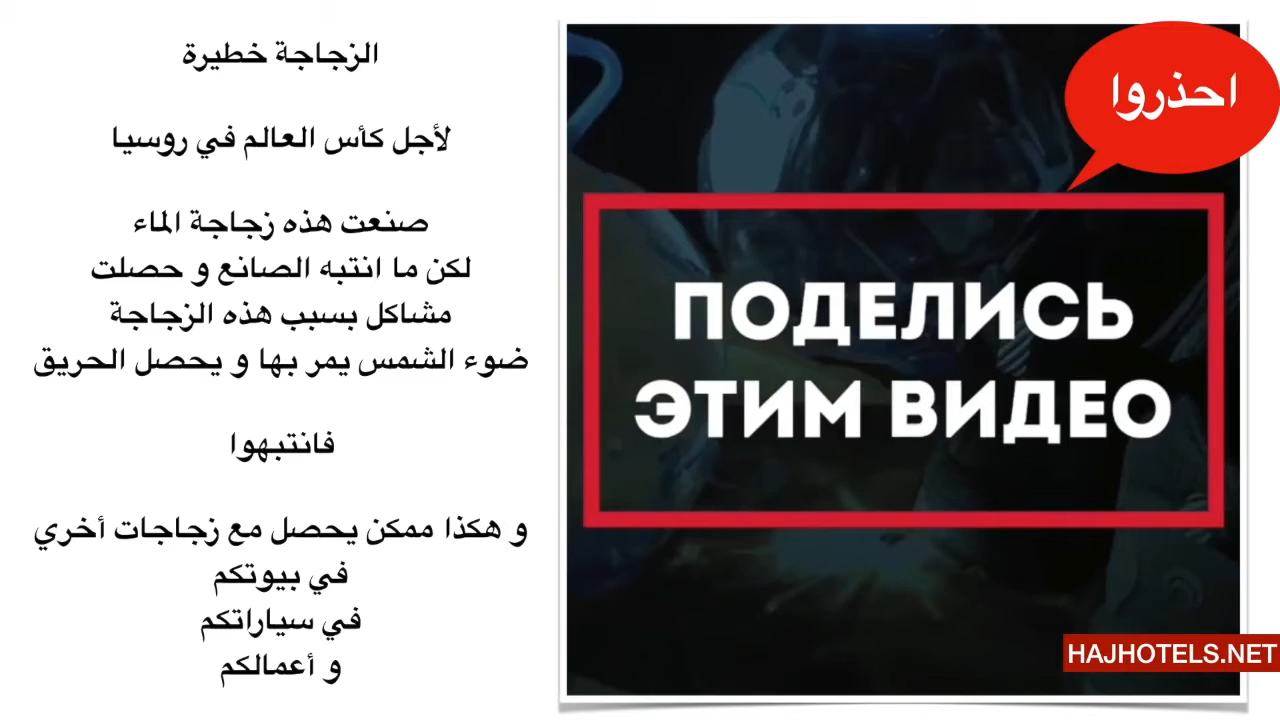 الزجاجة خطيرة
لأجل كأس العالم في روسيا
صنعت هذه زجاجة الماء
لكن ما انتبه الصانع و حصلت
مشاكل بسبب هذه الزجاجة
ضوء الشمس يمر بها و يحصل الحريق
فانتبهوا
و هكذا ممكن يحصل مع زجاجات أخري
في بيوتكم
في سياراتكم
و أعمالكم
احذروا
ПОДЕЛИСЬ
ЭТИМ ВИДЕО
HAJHOTELS.NET